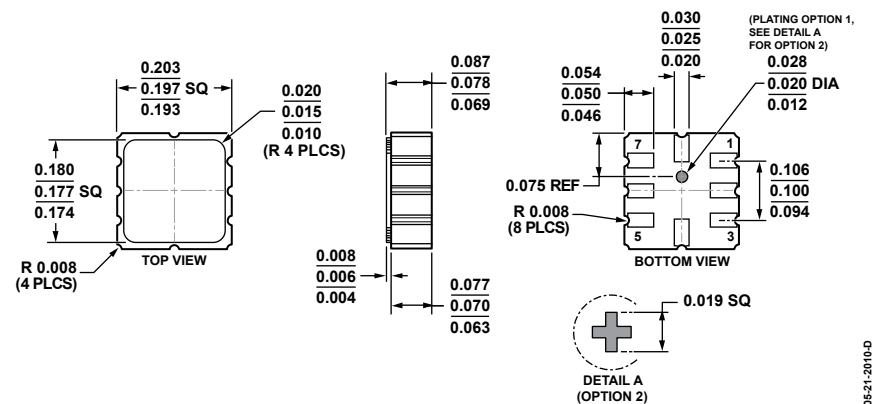 0.203
0.197 SQ
0.193
0.020
0.015
0.010
(R 4 PLCS)
0.180
0.177 SQ
0.174
R 0.008
(4 PLCS)
TOP VIEW
0.087
0.078
0.069
0.008
0.006
0.004
0.077
0.070
0.063
0.030
0.025
0.020
(PLATING OPTION 1,
SEE DETAIL A
FOR OPTION 2)
0.054
0.050
0.046
0.028
0.020 DIA
0.012
7
1
0.075 REF
0.106
0.100
0.094
R 0.008
(8 PLCS)
5
3
BOTTOM VIEW
0.019 SQ
DETAIL A
(OPTION 2)
05-21-2010-D